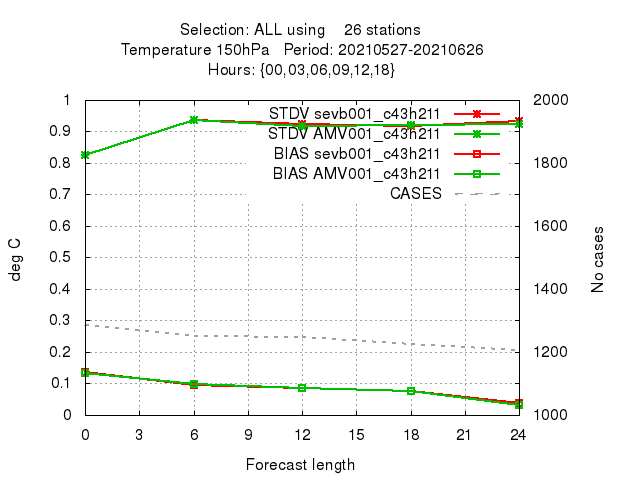 Selection: ALL using 26 stations
Temperature 150hPa Period: 20210527-20210626
Hours: {00,03,06,09,12,18}
STDV sevb001_c43h211
STDV AMV001_c43h211
BIAS sevb001_c43h211
BIAS AMV001_c43h211
CASES
1
0.9
0.8
0.7
0.6
0.5
0.4
0.3
0.2
0.1
0
deg C
2000
1800
1600
1400
1200
1000
No cases
0 3 6 9 12 15 18 21 24
Forecast length